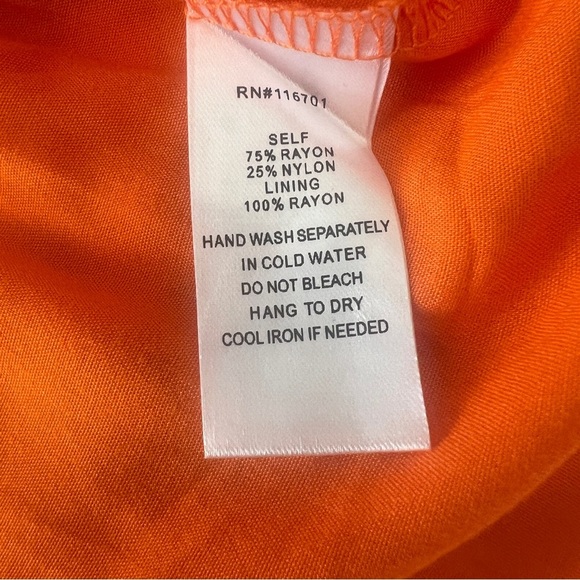 RN#116701
SELF
75% RAYON
25% NYLON
LINING
100% RAYON
HAND WASH SEPARATELY
IN COLD WATER
DO NOT BLEACH
HANG TO DRY
COOL IRON IF NEEDED